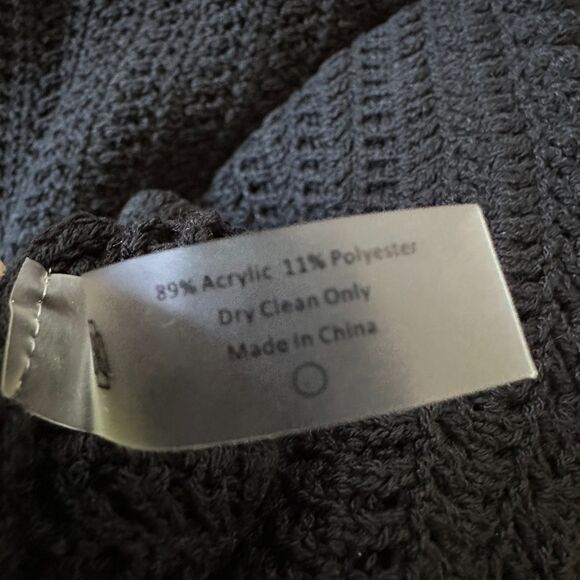 89% Acrylic 11% Polyester
Dry Clean Only
Made in China